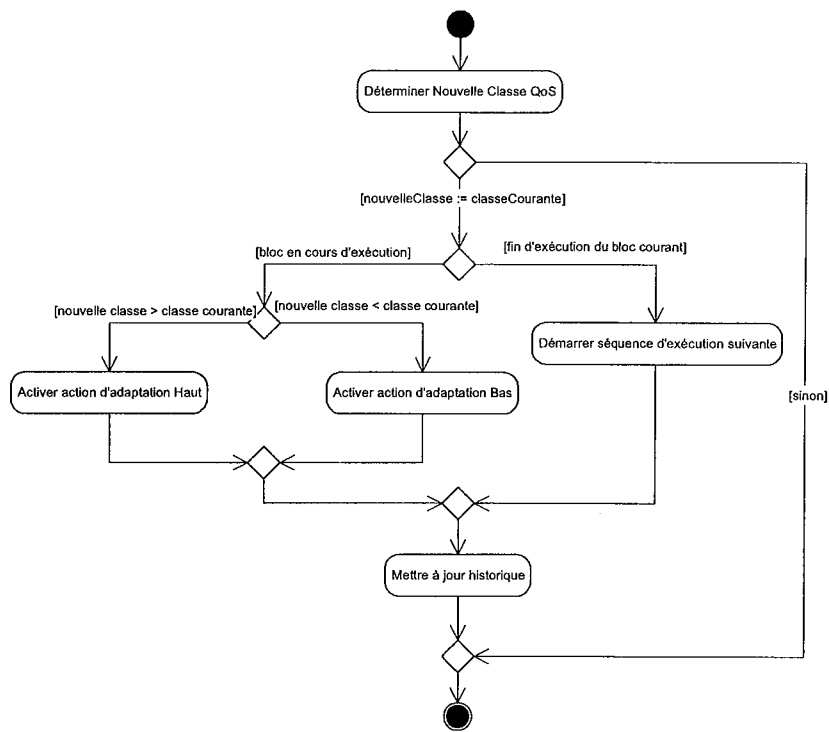 Déterminer Nouvelle Classe QoS
[nouvelleClasse := classeCourante]
[bloc en cours d'exécution]
[fin d'exécution du bloc courant]
[nouvelle classe > classe courante]
[nouvelle classe < classe courante]
Démarrer séquence d'exécution suivante
Activer action d'adaptation Haut
Activer action d'adaptation Bas
[sinon]
Mettre à jour historique